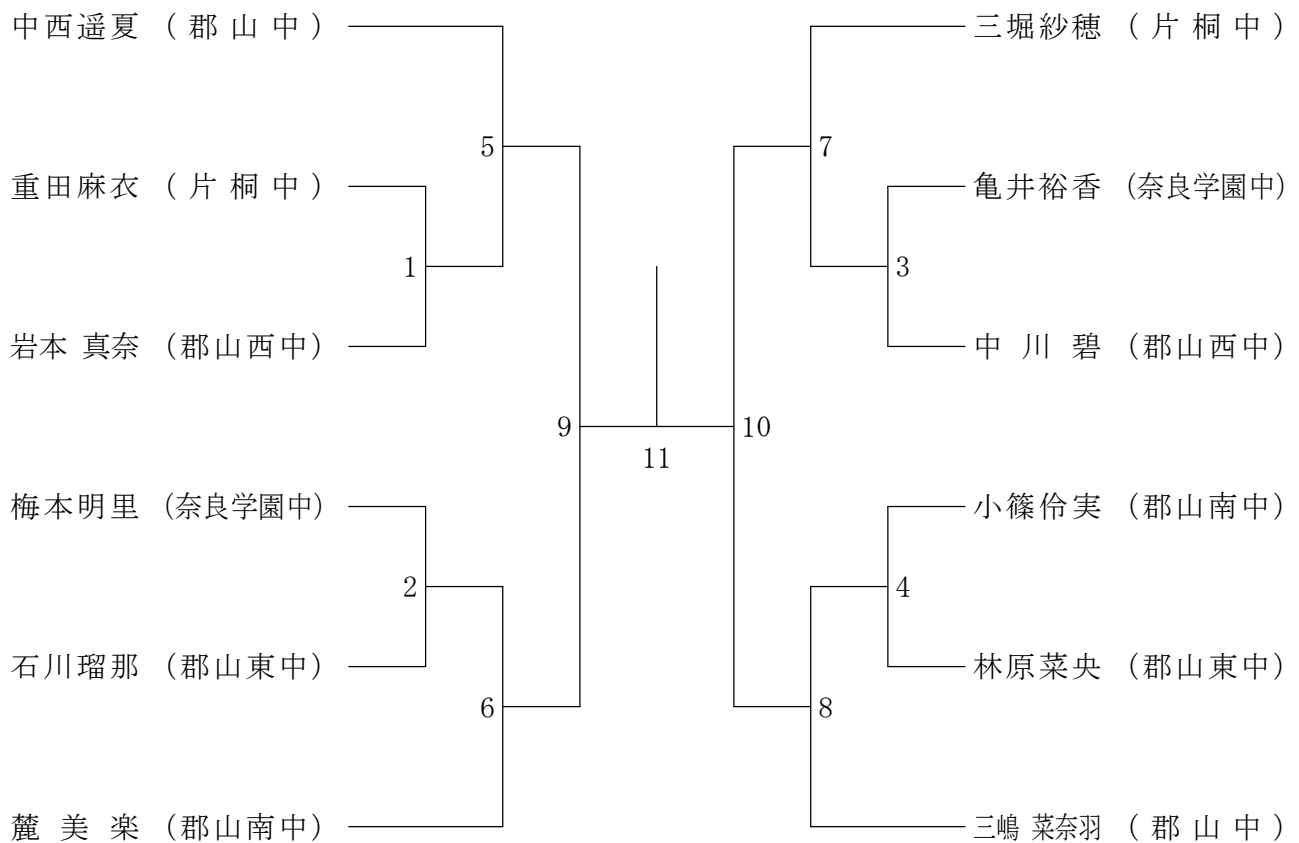 中西遥夏 (郡山中)
重田麻衣 (片桐中)
岩本 真奈 (郡山西中)
梅本明里 (奈良学園中)
石川瑠那 (郡山東中)
麓美楽 (郡山南中)
5
1
2
6
9
11
10
7
3
4
8
三堀紗穂 (片桐中)
亀井裕香 (奈良学園中)
中川碧 (郡山西中)
小篠伶実 (郡山南中)
林原菜央 (郡山東中)
三嶋 菜奈羽 (郡山中)